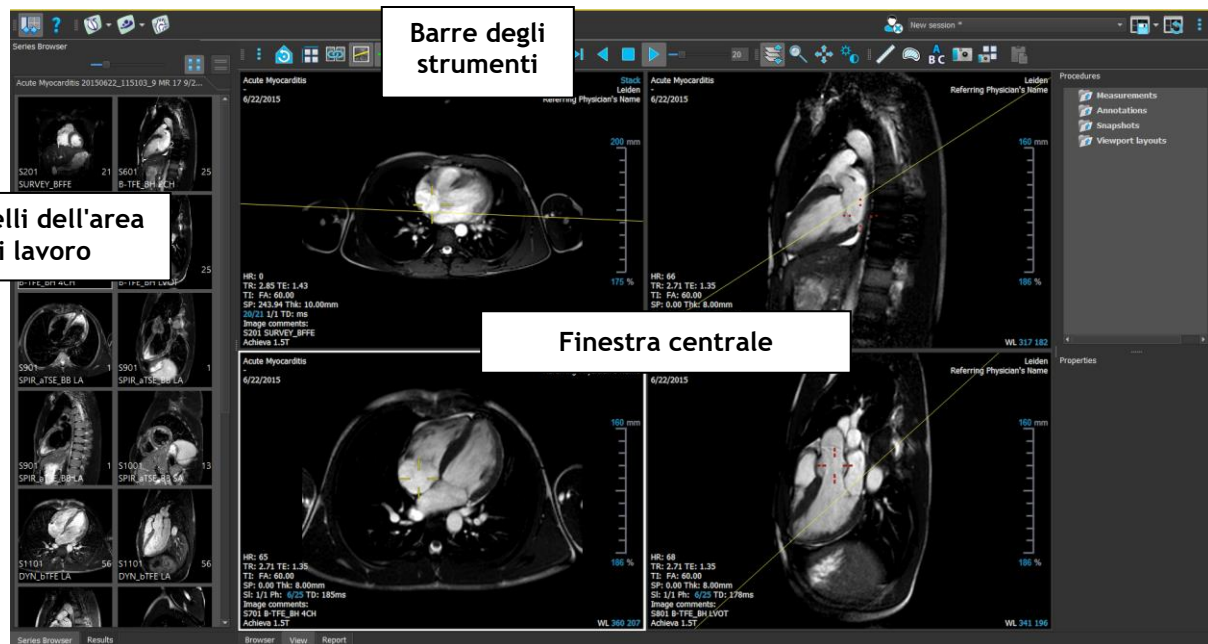 New session *
Series Browser
Acute Myocarditis 20150622_115103_9 MR 17 9/2...
S201 21
SURVEY_BFFE
S601 25
B-TFE_BH 2CH
B-TFE_BH 4CH
25
B-TFE_BH LVOT
S901 1
SPIR_aTSE_BB LA
S901 1
SPIR_aTSE_BB LA
S901 1
SPIR_aTSE_BB LA
S1001 13
SPIR_aTSE_BB SA
S1101 56
DYN_bTFE LA
S1101 56
DYN_bTFE LA
Series Browser
Results
Barre degli
strumenti
20
A
B C
elli dell'area
i lavoro
Finestra centrale
Acute Myocarditis
-
6/22/2015
Stack
Leiden
Referring Physician's Name
200 mm
175 %
HR: 0
TR: 2.85 TE: 1.43
TI: FA: 60.00
SP: 243.94 Thk: 10.00mm
20/21 1/1 TD: ms
Image comments:
S201 SURVEY_BFFE
Achieva 1.5T
Acute Myocarditis
-
6/22/2015
Leiden
Referring Physician's Name
160 mm
186 %
HR: 66
TR: 2.71 TE: 1.35
TI: FA: 60.00
SP: 0.00 Thk: 8.00mm
WL 317 182
Acute Myocarditis
-
6/22/2015
160 mm
186 %
HR: 65
TR: 2.71 TE: 1.35
TI: FA: 60.00
SP: 0.00 Thk: 8.00mm
Sl: 1/1 Ph: 6/25 TD: 185ms
Image comments:
S701 B-TFE_BH 4CH
Achieva 1.5T
WL 360 207
6/22/2015
Leiden
Referring Physician's Name
160 mm
186 %
HR: 68
TR: 2.71 TE: 1.35
TI: FA: 60.00
SP: 0.00 Thk: 8.00mm
Sl: 1/1 Ph: 6/25 TD: 178ms
Image comments:
S801 B-TFE_BH LVOT
Achieva 1.5T
WL 341 196
Browser
View
Report
Procedures
Measurements
Annotations
Snapshots
Viewport layouts
Properties